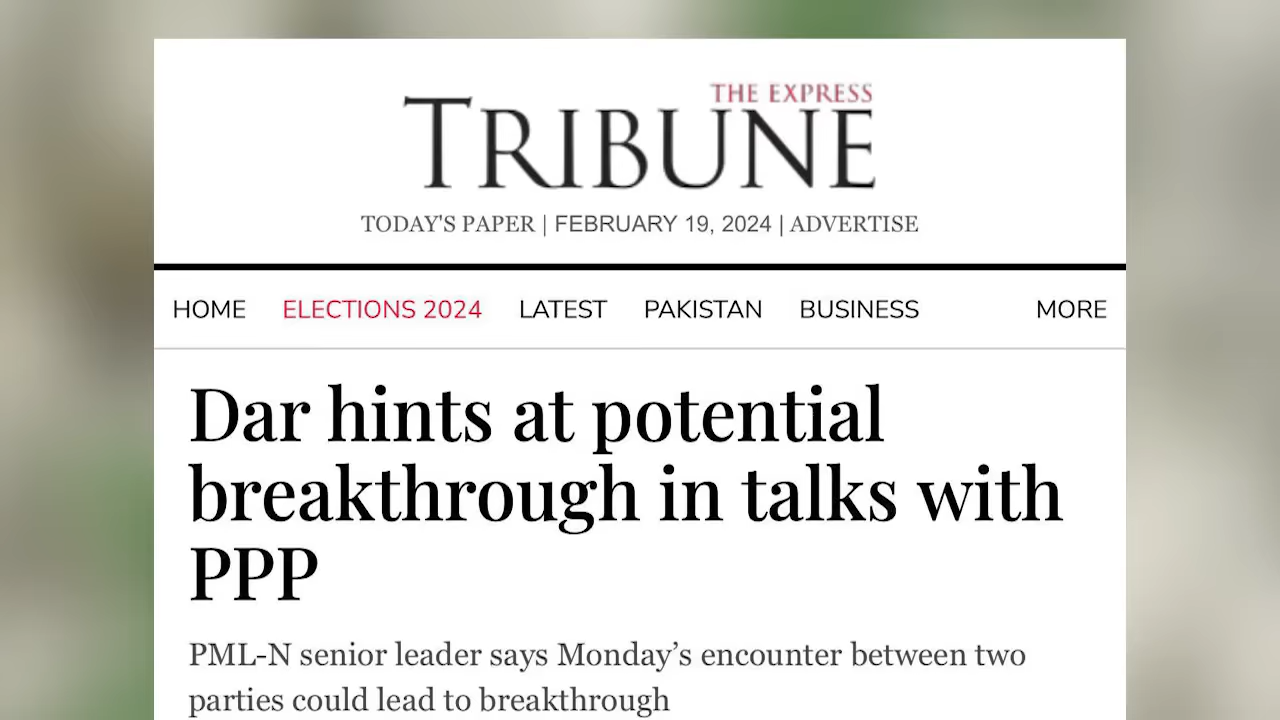 THE EXPRESS
TRIBUNE
TODAY'S PAPER | FEBRUARY 19, 2024 | ADVERTISE
HOME ELECTIONS 2024 LATEST PAKISTAN BUSINESS MORE
Dar hints at potential
breakthrough in talks with
PPP
PML-N senior leader says Monday’s encounter between two
parties could lead to breakthrough